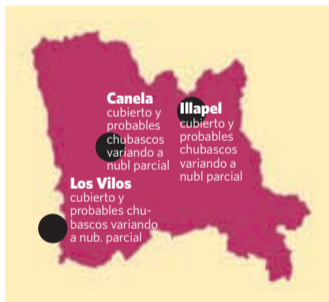 Canela
cubierto y
probables
chubascos
variando a
nubl parcial
Illapel
cubierto y
probables
chubascos
variando a
nubl parcial
Los Vilos
cubierto y
probables chu-
bascos variando
a nub. parcial